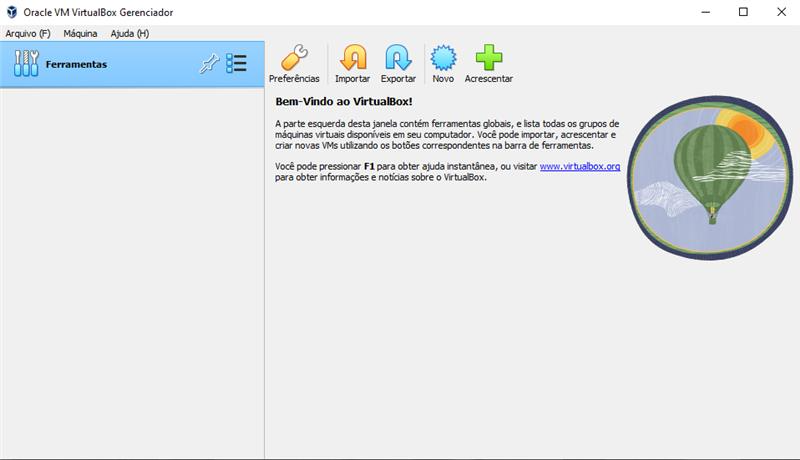 Oracle VM VirtualBox Gerenciador
Arquivo (F) Máquina Ajuda (H)
Ferramentas
Preferências Importar Exportar Novo Acrescentar
Bem-Vindo ao VirtualBox!
A parte esquerda desta janela contém ferramentas globais, e lista todas os grupos de
máquinas virtuais disponíveis em seu computador. Você pode importar, acrescentar e
criar novas VMs utilizando os botões correspondentes na barra de ferramentas.
Você pode pressionar F1 para obter ajuda instantânea, ou visitar www.virtualbox.org
para obter informações e notícias sobre o VirtualBox.